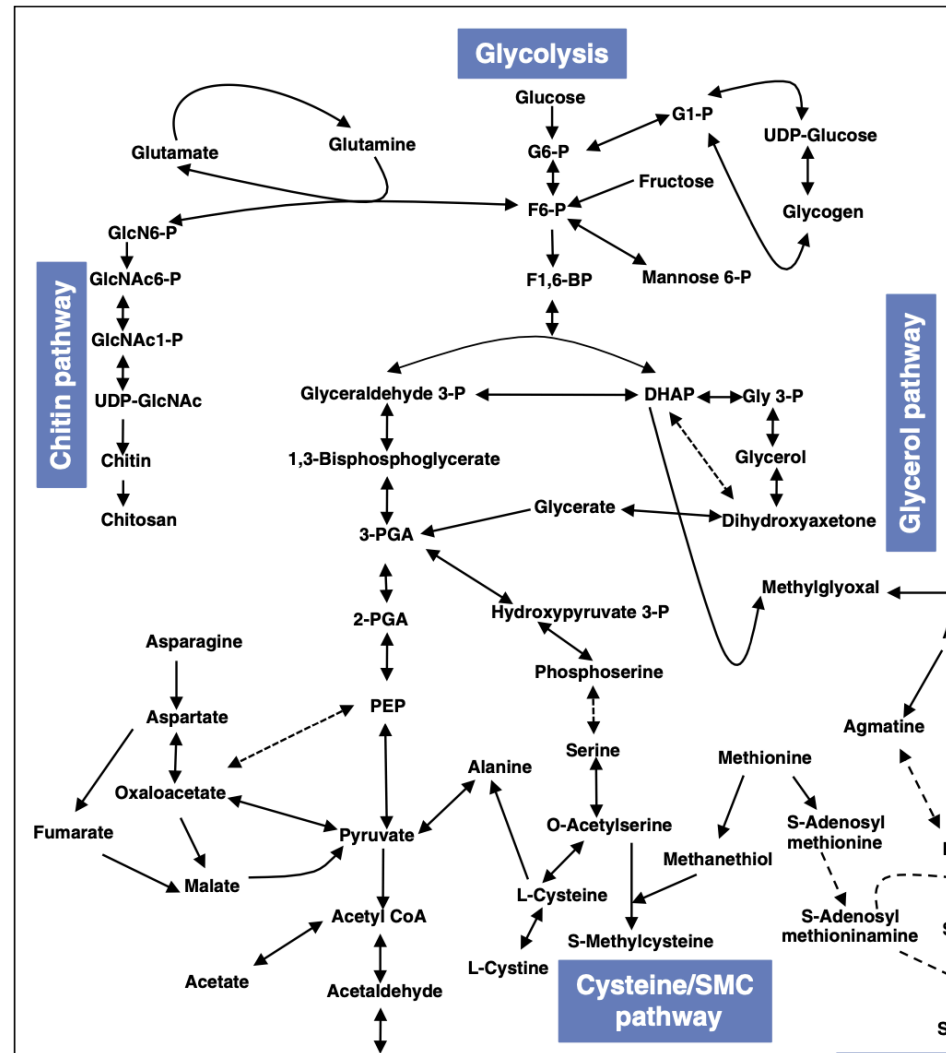 Glycolysis
Glucose
G1-P
UDP-Glucose
Glutamate
Glutamine
G6-P
Fructose
F6-P
Glycogen
GlcN6-P
GlcNAc6-P
F1,6-BP
Mannose 6-P
Chitin pathway
GlcNAc1-P
UDP-GlcNAc
Chitin
Chitosan
Glyceraldehyde 3-P
DHAP
Gly 3-P
Glycerol pathway
1,3-Bisphosphoglycerate
Glycerol
Glycerate
Dihydroxyaxetone
3-PGA
Methylglyoxal
Hydroxypyruvate 3-P
2-PGA
Asparagine
Phosphoserine
Aspartate
PEP
Agmatine
Serine
Methionine
Alanine
Oxaloacetate
Fumarate
Pyruvate
O-Acetylserine
S-Adenosyl
methionine
Methanethiol
Malate
L-Cysteine
Acetyl CoA
S-Adenosyl
methioninamine
S-Methylcysteine
L-Cystine
Acetate
Acetaldehyde
Cysteine/SMC
pathway